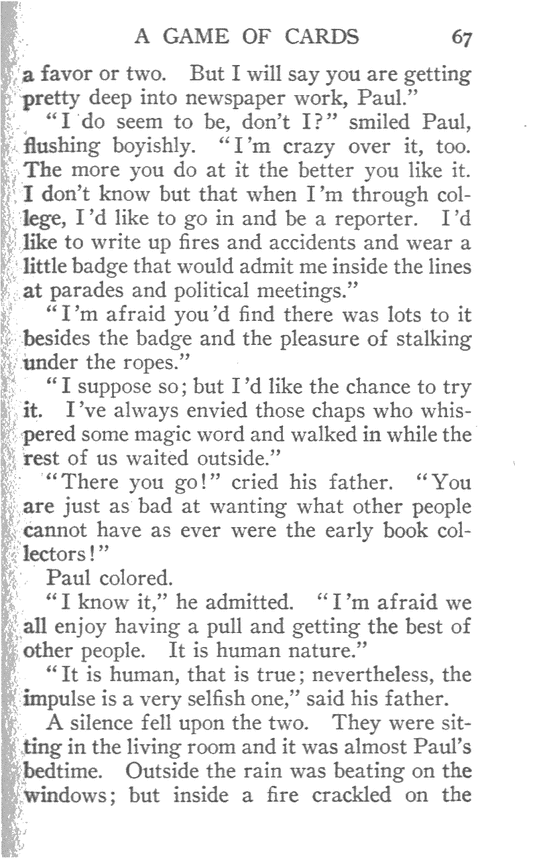 A GAME OF CARDS 67
a favor or two. But I will say you are getting
pretty deep into newspaper work, Paul.”
“I do seem to be, don’t I?” smiled Paul,
flushing boyishly. “I’m crazy over it, too.
The more you do at it the better you like it.
I don’t know but that when I’m through col-
lege, I’d like to go in and be a reporter. I’d
like to write up fires and accidents and wear a
little badge that would admit me inside the lines
at parades and political meetings.”
“I’m afraid you’d find there was lots to it
besides the badge and the pleasure of stalking
under the ropes.”
“I suppose so; but I’d like the chance to try
it. I’ve always envied those chaps who whis-
pered some magic word and walked in while the
rest of us waited outside.”
“There you go!” cried his father. “You
are just as bad at wanting what other people
cannot have as ever were the early book col-
lectors!”
Paul colored.
“I know it,” he admitted. “I’m afraid we
all enjoy having a pull and getting the best of
other people. It is human nature.”
“It is human, that is true; nevertheless, the
impulse is a very selfish one,” said his father.
A silence fell upon the two. They were sit-
ting in the living room and it was almost Paul’s
bedtime. Outside the rain was beating on the
windows; but inside a fire crackled on the